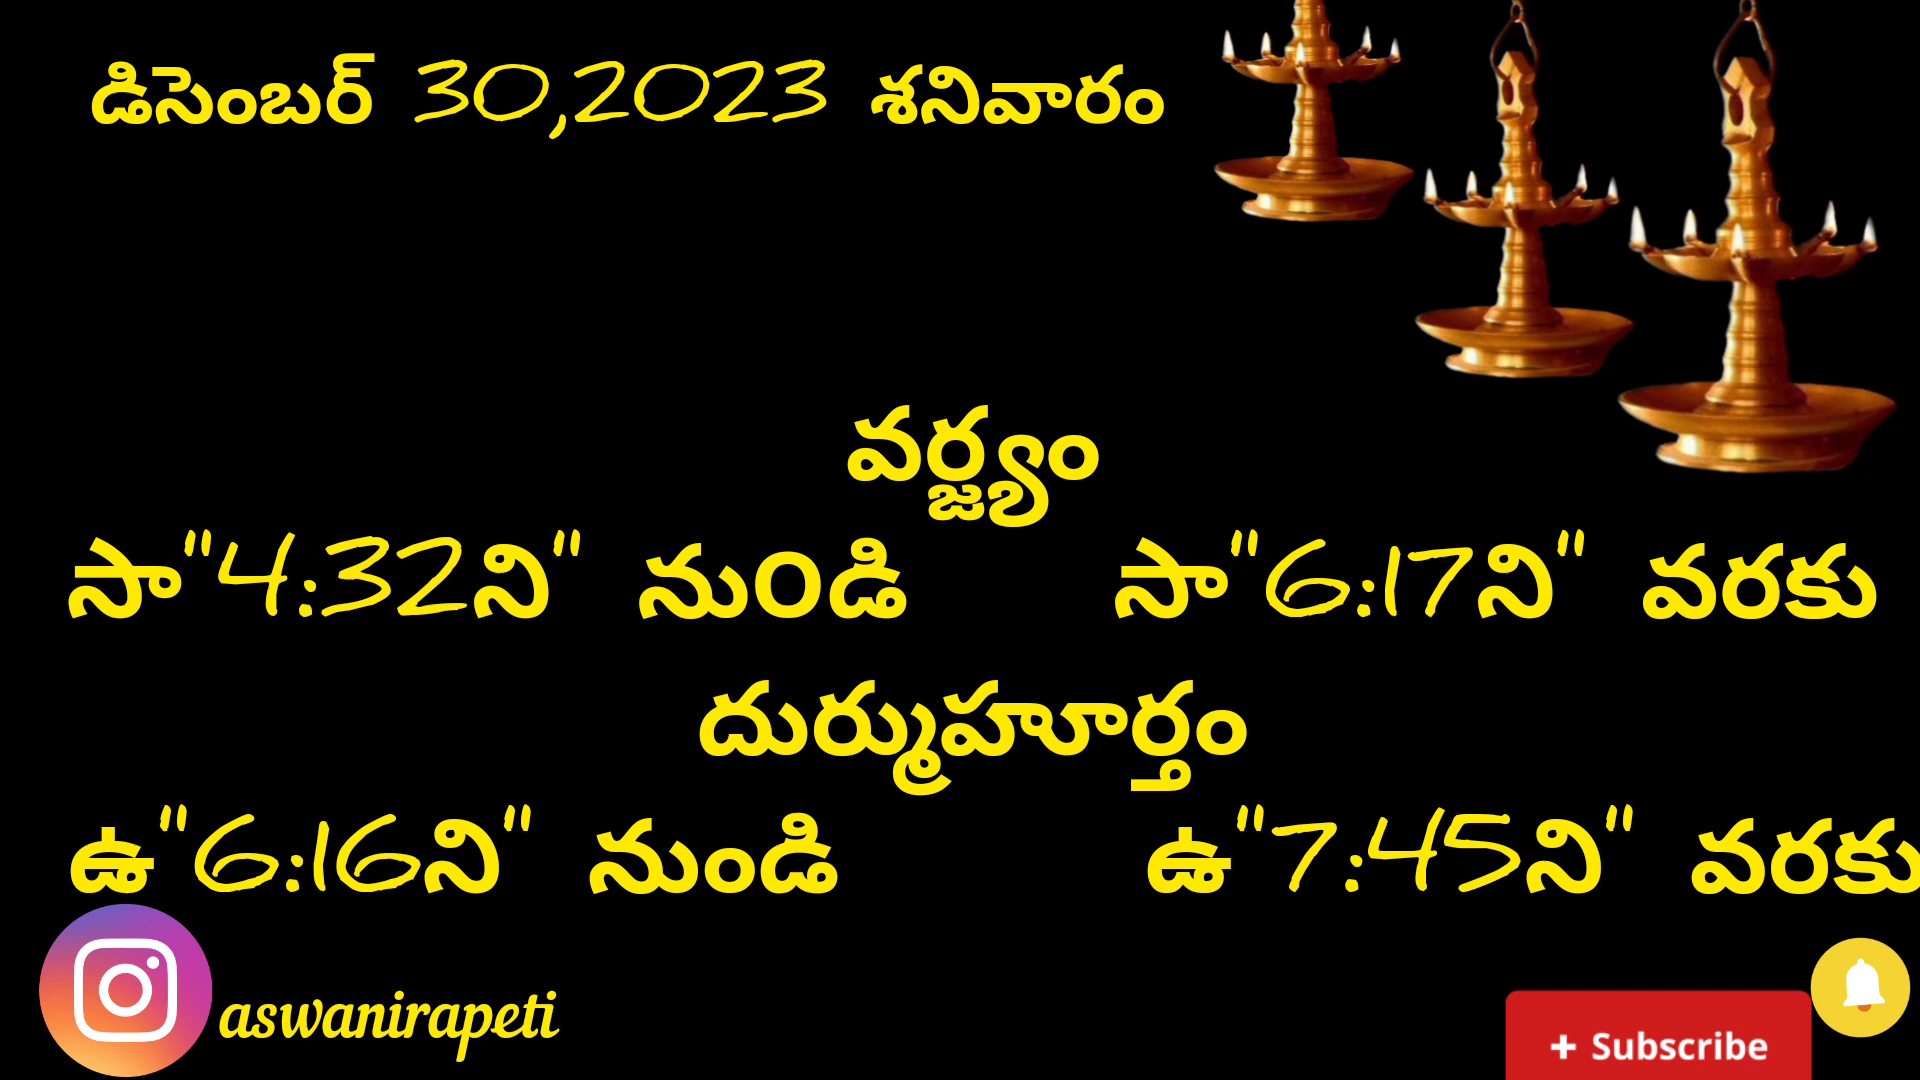 డిసెంబర్ 30,2023 శనివారం
వర్జ్యం
సా"4:32ని" నుండి సా"6:17ని" వరకు
దుర్ముహూర్తం
ఉ"6:16ని" నుండి ఉ"7:45ని" వరకు
aswanirapeti
+ Subscribe